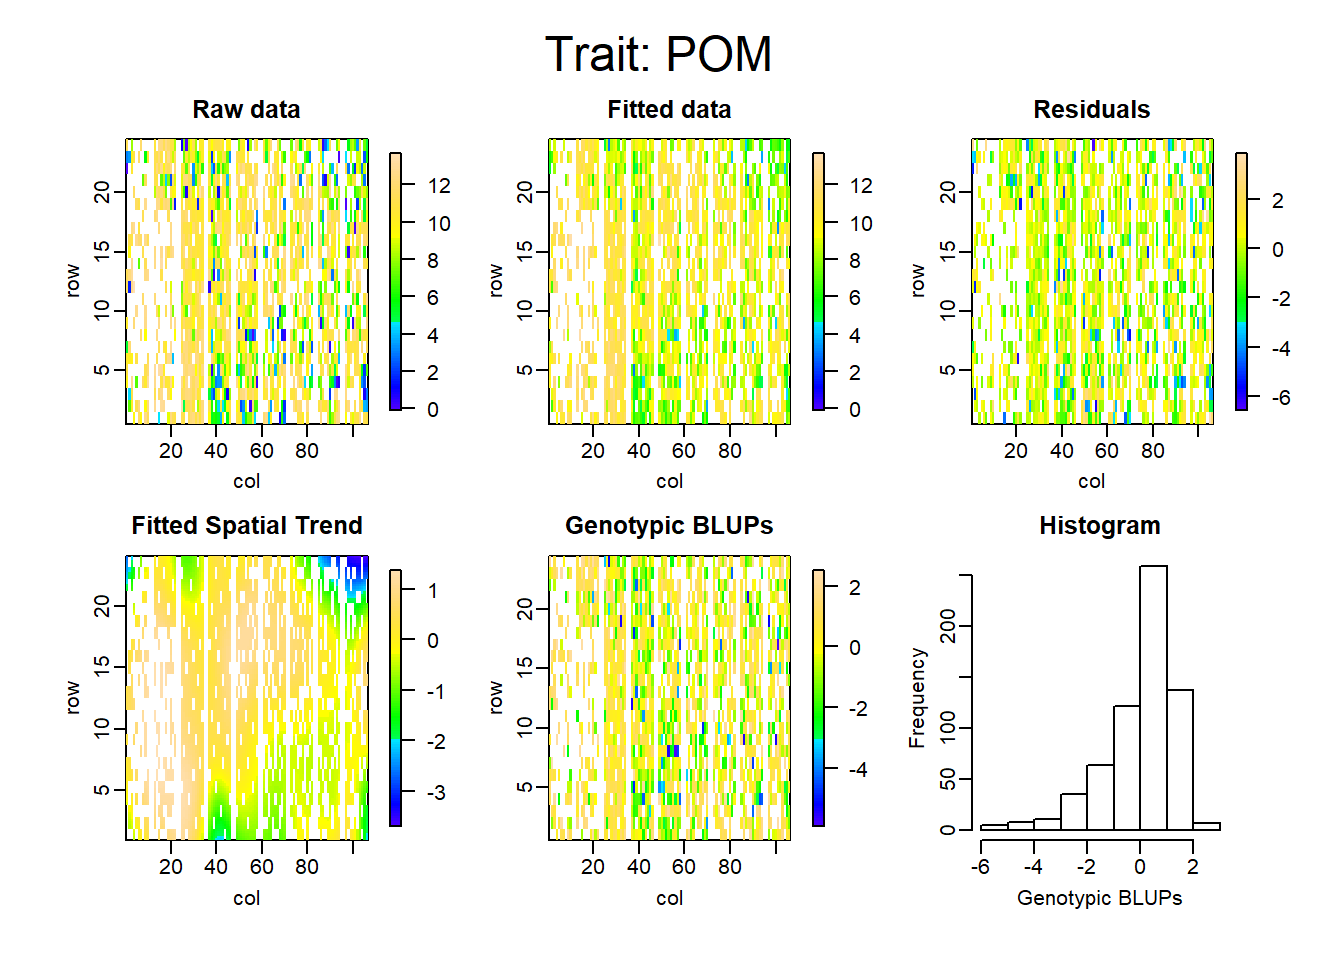 Trait: POM
Raw data
Fitted data
Residuals
row
5 10 15 20
20 40 60 80
col
0 2 4 6 8 10 12
row
5 10 15 20
20 40 60 80
col
0 2 4 6 8 10 12
row
5 10 15 20
20 40 60 80
col
-6 -4 -2 0 2
Fitted Spatial Trend
Genotypic BLUPs
Histogram
row
5 10 15 20
20 40 60 80
col
-3 -2 -1 0 1
row
5 10 15 20
20 40 60 80
col
-4 -2 0 2
Frequency
0 50 100 200
-6 -4 -2 0 2
Genotypic BLUPs